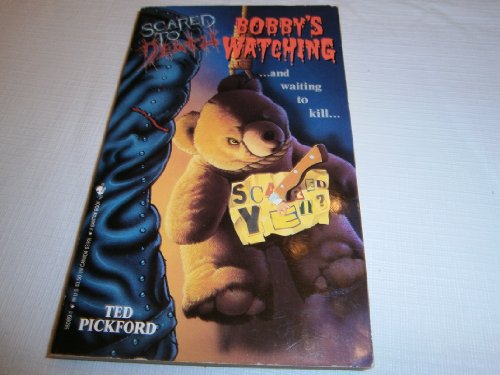 SCARED
TO
DEATH
BOBBY'S
WATCHING
...and
waiting
to
kill...
SCARED
YET?
TED
PICKFORD